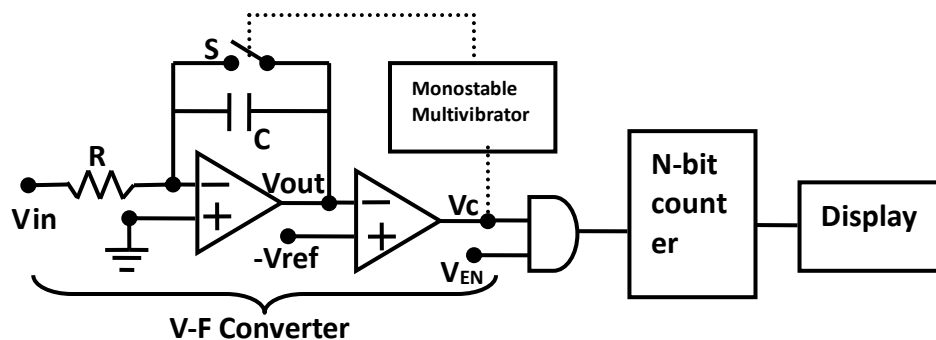 S
Monostable
Multivibrator
C
R
N-bit
count
er
Vout
Vc
Display
Vin
-Vref
VEN
V-F Converter